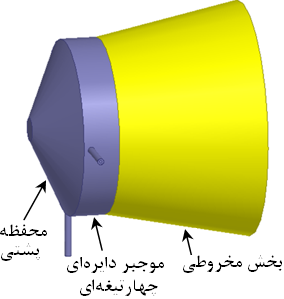 محفظه
پشتی
موجبر دایره‌ای
چهارتیغه‌ای
بخش مخروطی